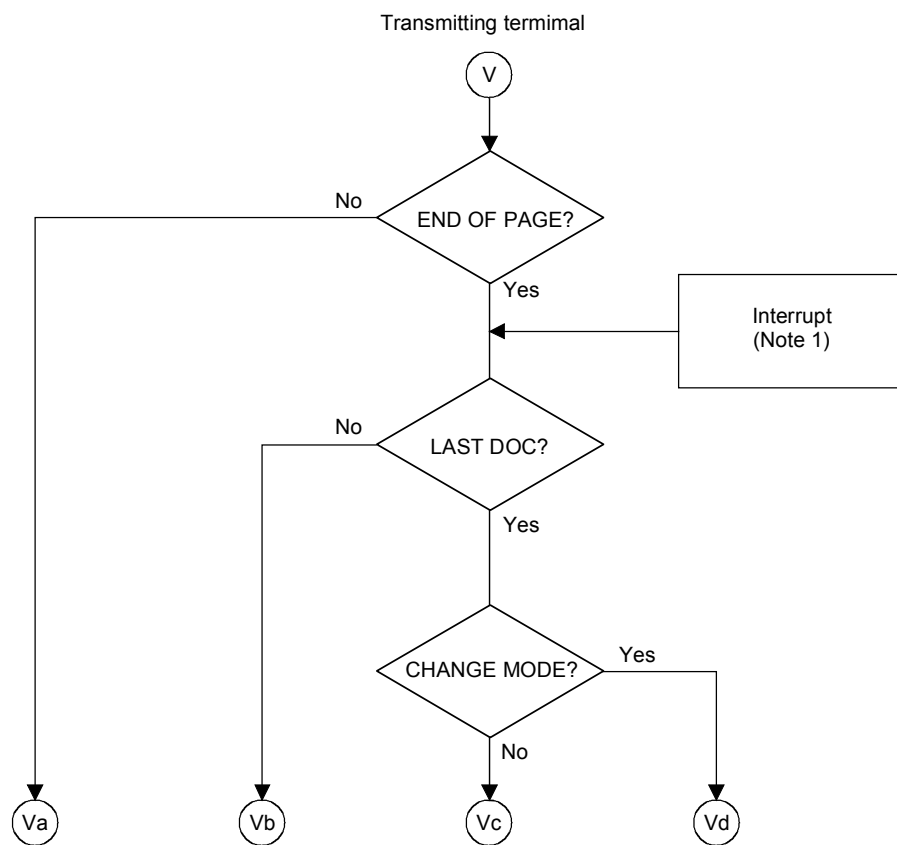 Transmitting termimal
V
No
END OF PAGE?
Yes
Interrupt
(Note 1)
No
LAST DOC?
Yes
CHANGE MODE?
Yes
No
Va
Vb
Vc
Vd